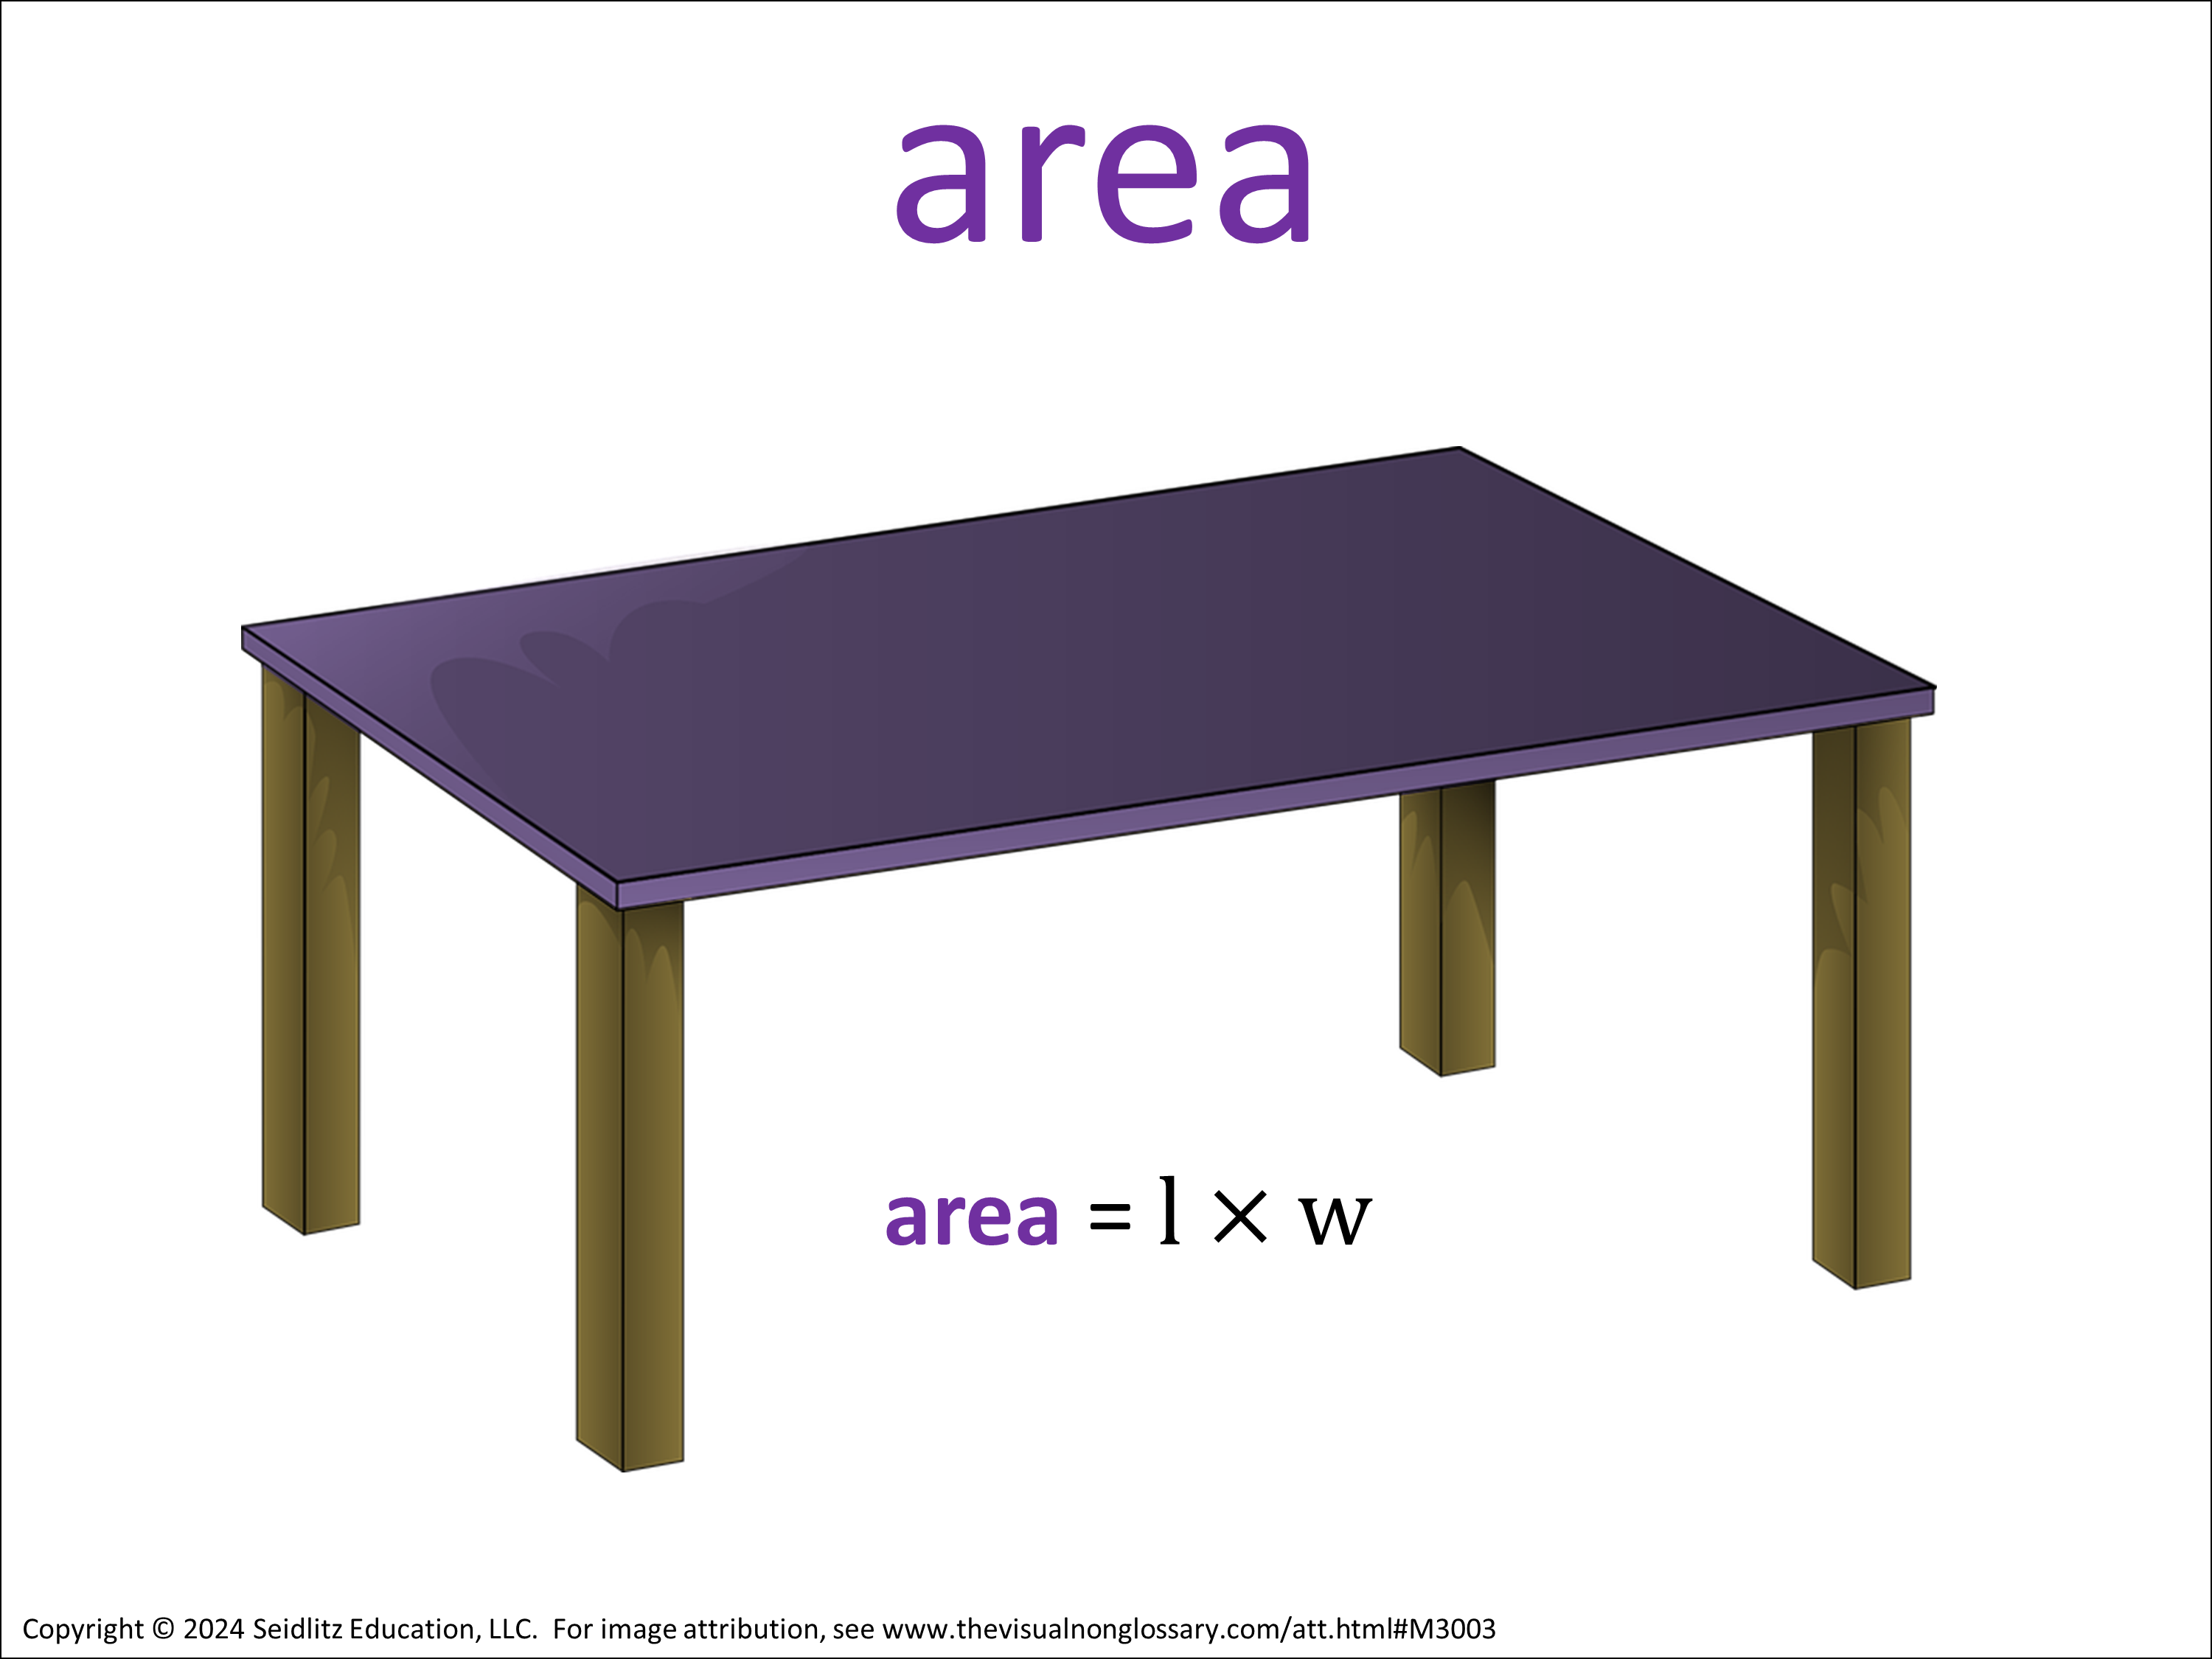 area
area = l × w
Copyright © 2024 Seidlitz Education, LLC.  For image attribution, see www.thevisualnonglossary.com/att.html#M3003